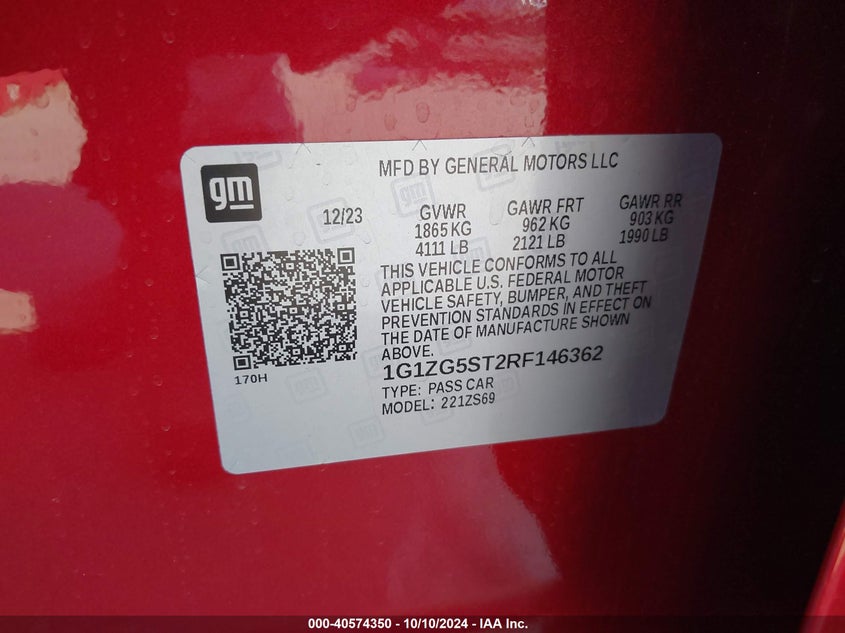 gm
MFD BY GENERAL MOTORS LLC
12/23
GVWR
1865 KG
4111 LB
GAWR FRT
962 KG
2121 LB
GAWR RR
903 KG
1990 LB
THIS VEHICLE CONFORMS TO ALL
APPLICABLE U.S. FEDERAL MOTOR
VEHICLE SAFETY, BUMPER, AND THEFT
PREVENTION STANDARDS IN EFFECT ON
THE DATE OF MANUFACTURE SHOWN
ABOVE.
170H
1G1ZG5ST2RF146362
TYPE: PASS CAR
MODEL: 221ZS69
000-40574350 - 10/10/2024 - IAA Inc.